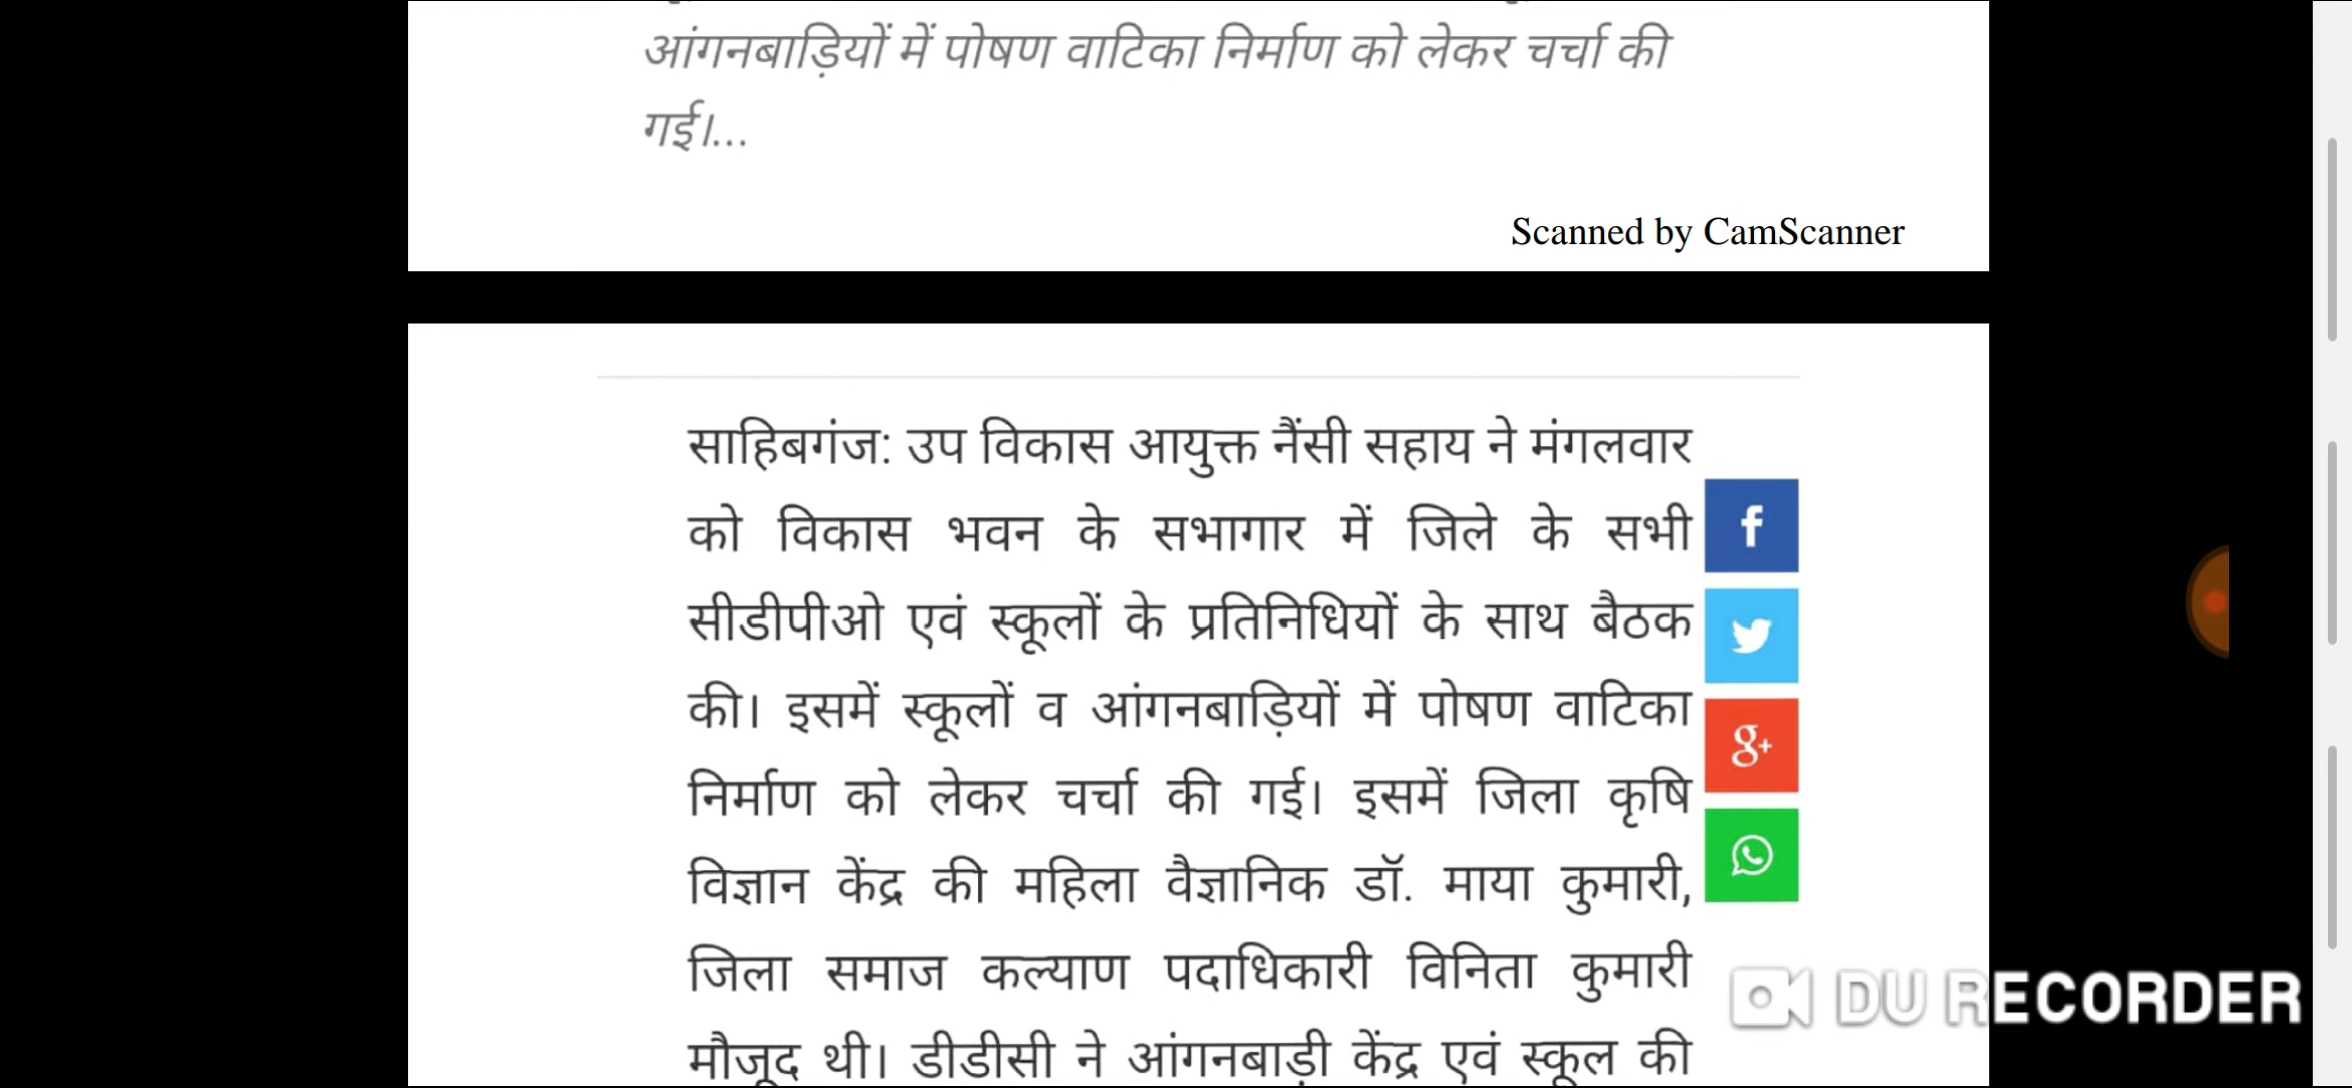 आंगनबाड़ियों में पोषण वाटिका निर्माण को लेकर चर्चा की
गई।...
Scanned by CamScanner
साहिबगंज: उप विकास आयुक्त नैंसी सहाय ने मंगलवार
को विकास भवन के सभागार में जिले के सभी
सीडीपीओ एवं स्कूलों के प्रतिनिधियों के साथ बैठक
की। इसमें स्कूलों व आंगनबाड़ियों में पोषण वाटिका
निर्माण को लेकर चर्चा की गई। इसमें जिला कृषि
विज्ञान केंद्र की महिला वैज्ञानिक डॉ. माया कुमारी,
जिला समाज कल्याण पदाधिकारी विनिता कुमारी
मौजूद थी। डीडीसी ने आंगनबाड़ी केंद्र एवं स्कूल की
f
g+
DU RECORDER